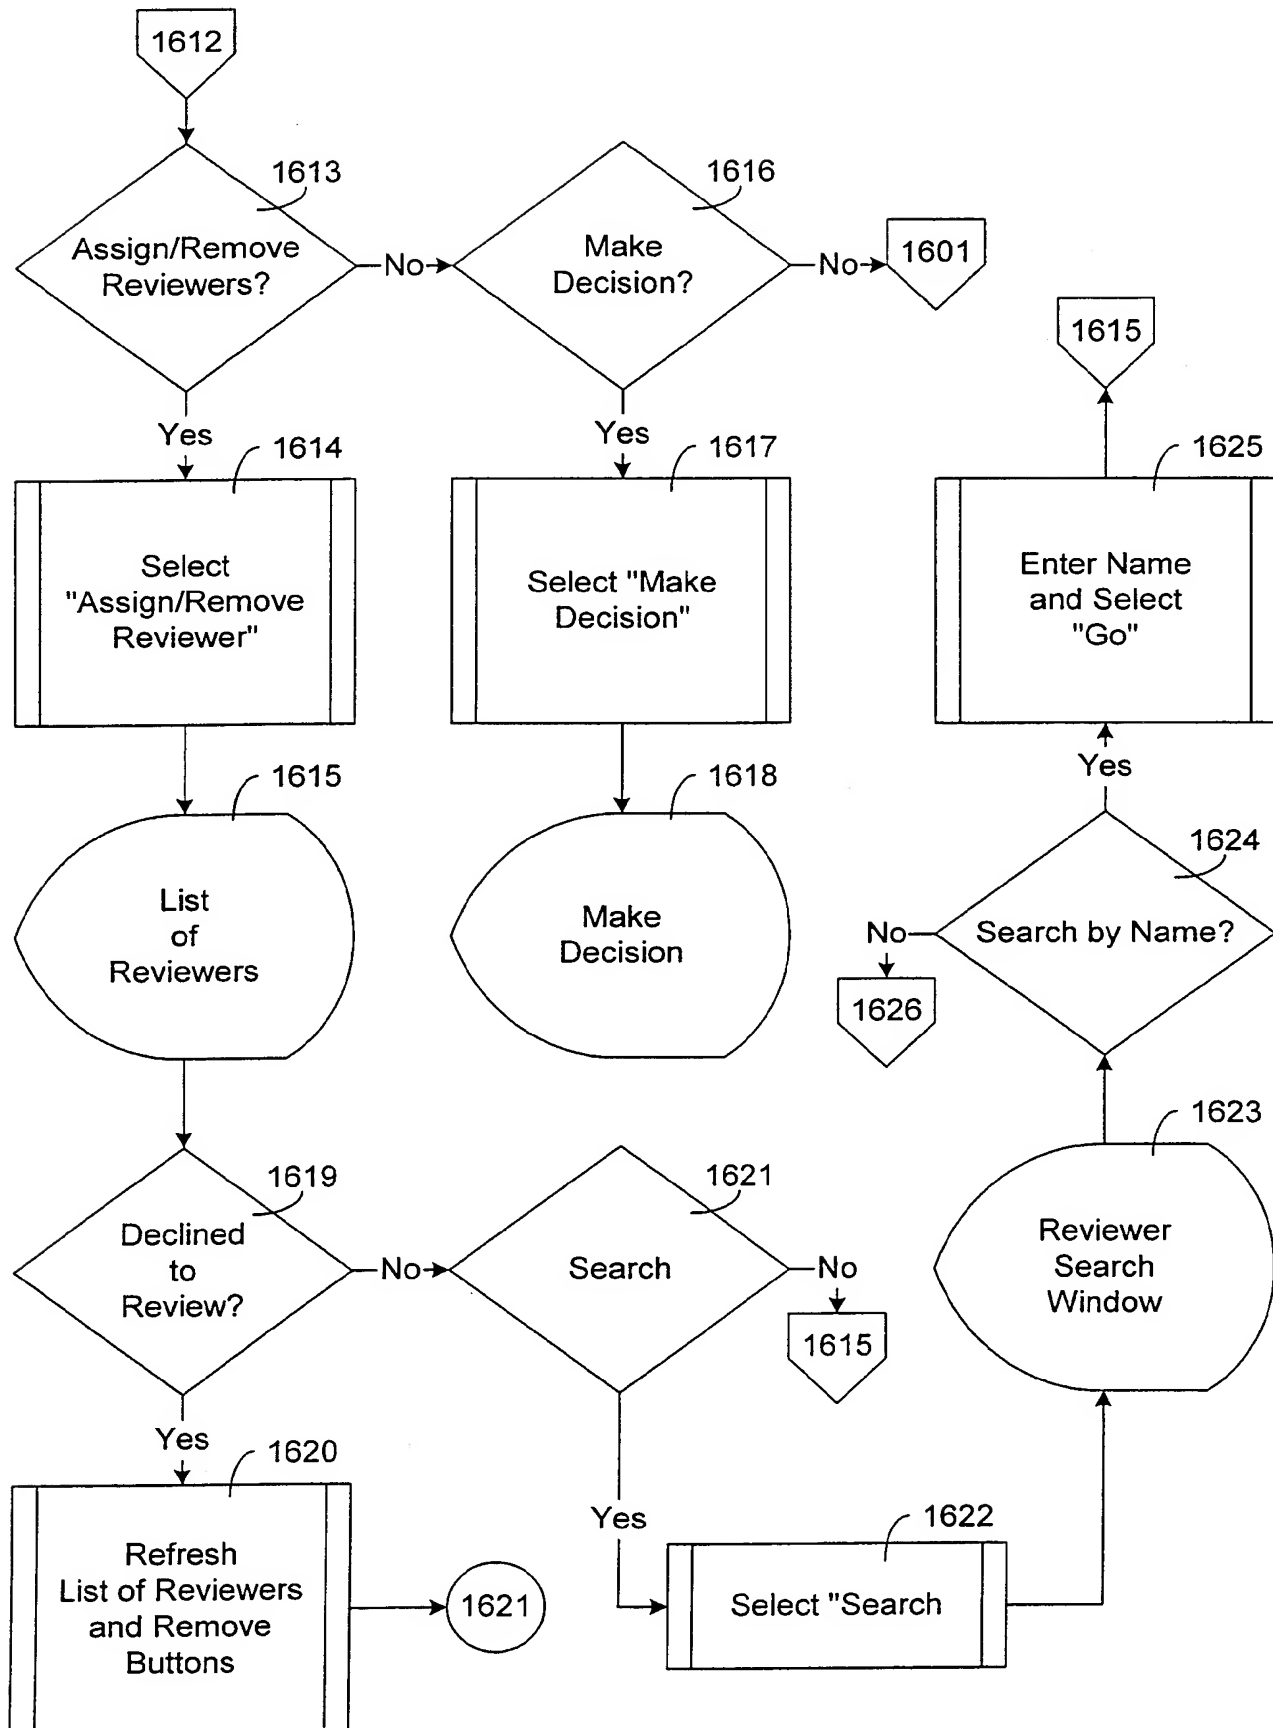 1612
1613
Assign/Remove
Reviewers?
No
1616
Make
Decision?
No
1601
1615
Yes
1614
Select
"Assign/Remove
Reviewer"
Yes
1617
Select "Make
Decision"
1625
Enter Name
and Select
"Go"
Yes
1615
List
of
Reviewers
1618
Make
Decision
1624
Search by Name?
No
1626
1619
Declined
to
Review?
No
1621
Search
No
1615
1623
Reviewer
Search
Window
Yes
1620
Refresh
List of Reviewers
and Remove
Buttons
1621
Yes
1622
Select "Search